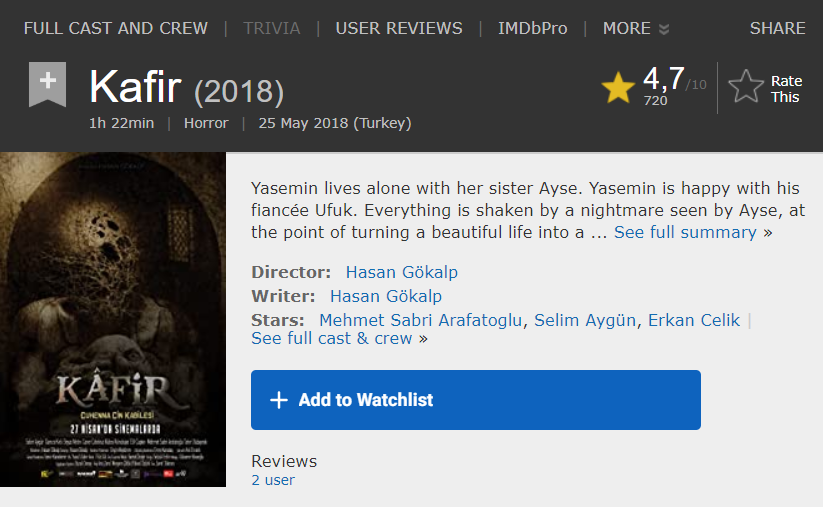 FULL CAST AND CREW | TRIVIA | USER REVIEWS | IMDbPro | MORE SHARE
+ Kafir (2018) 4,7/10 Rate
720 This
1h 22min | Horror | 25 May 2018 (Turkey)
Yasemin lives alone with her sister Ayse. Yasemin is happy with his
fiancée Ufuk. Everything is shaken by a nightmare seen by Ayse, at
the point of turning a beautiful life into a ... See full summary »
Director: Hasan Gökalp
Writer: Hasan Gökalp
Stars: Mehmet Sabri Arafatoglu, Selim Aygün, Erkan Celik |
See full cast & crew »
KÂFİR
CUHENNA CİN KABİLESİ
27 NİSAN'DA SİNEMALARDA
+ Add to Watchlist
Reviews
2 user